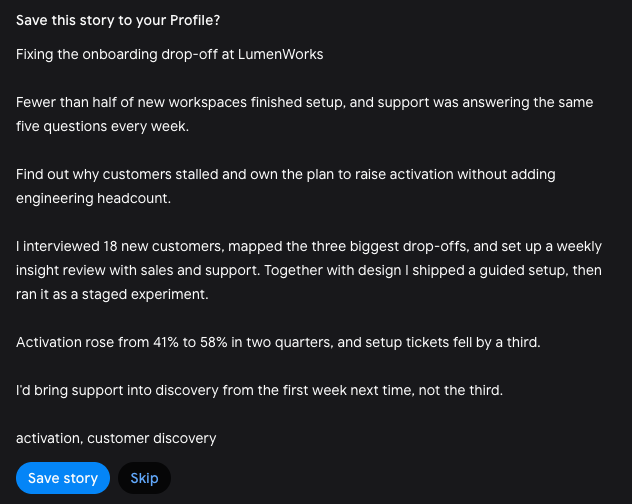 Save this story to your Profile?
Fixing the onboarding drop-off at LumenWorks
Fewer than half of new workspaces finished setup, and support was answering the same
five questions every week.
Find out why customers stalled and own the plan to raise activation without adding
engineering headcount.
I interviewed 18 new customers, mapped the three biggest drop-offs, and set up a weekly
insight review with sales and support. Together with design I shipped a guided setup, then
ran it as a staged experiment.
Activation rose from 41% to 58% in two quarters, and setup tickets fell by a third.
I'd bring support into discovery from the first week next time, not the third.
activation, customer discovery
Save story Skip